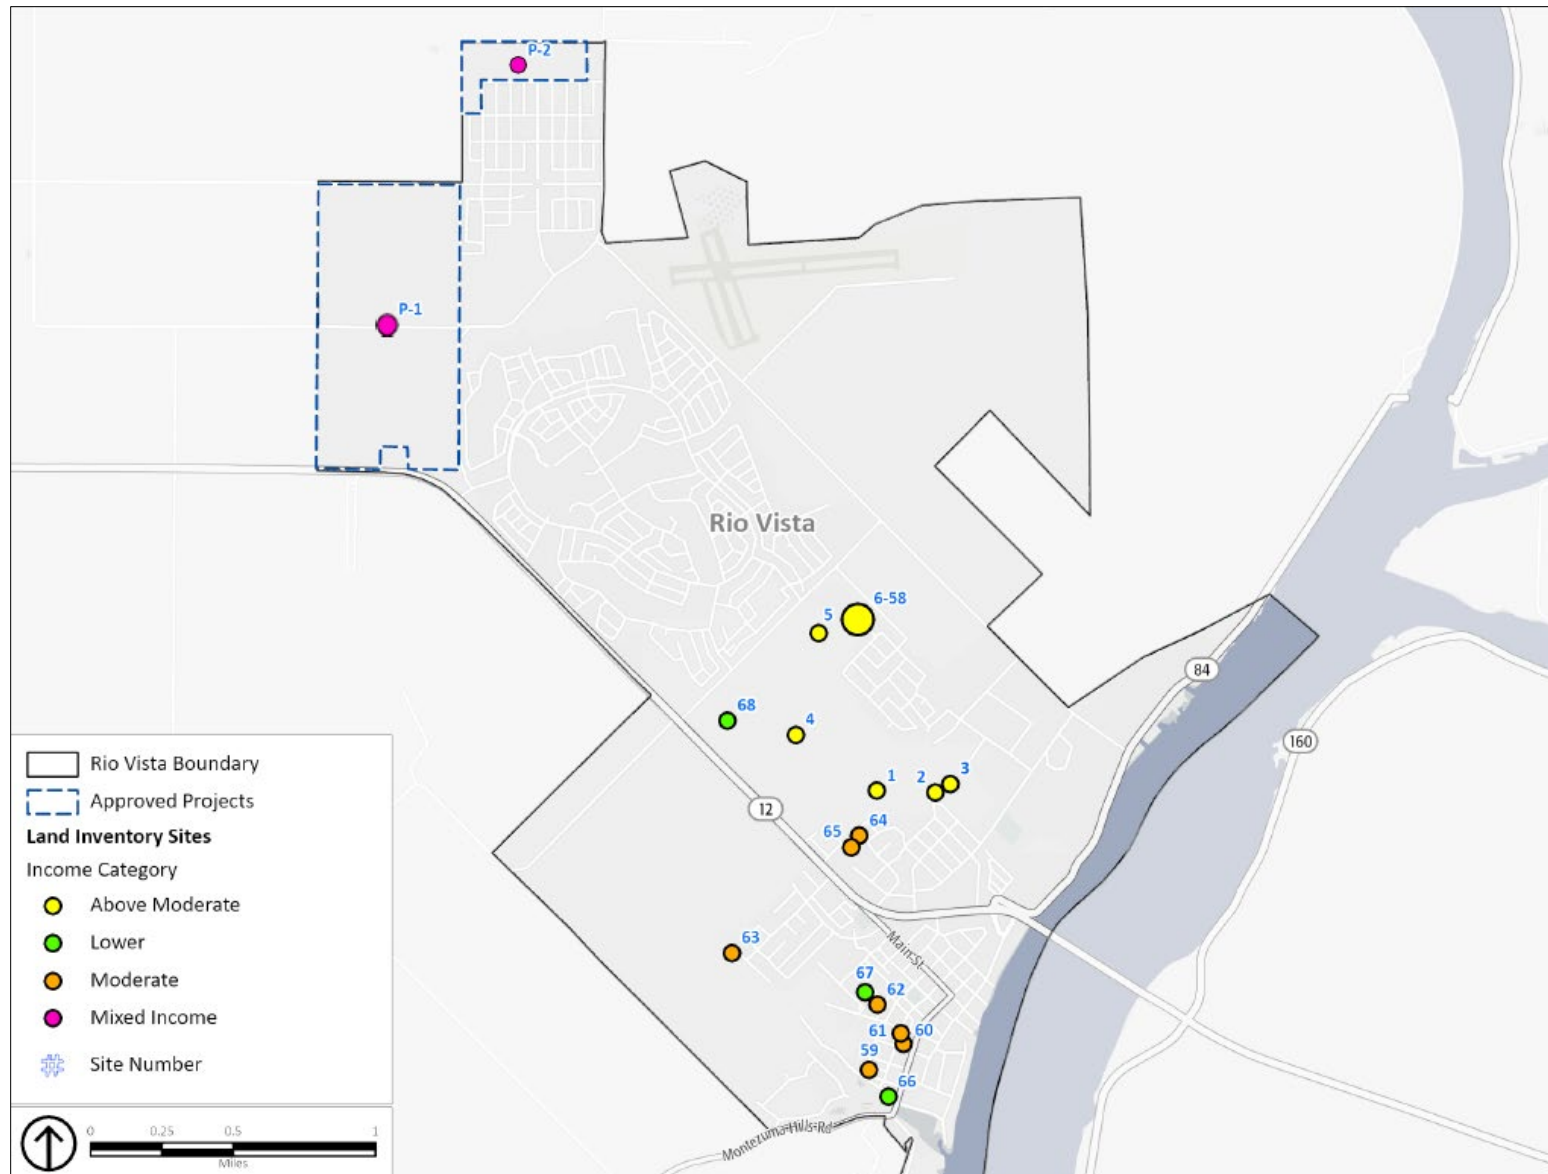 P-2
P-1
Rio Vista
6-58
5
84
68
4
160
1
2
3
12
64
65
Main St
63
67
62
61
60
59
66
Montezuma Hills Rd
Rio Vista Boundary
Approved Projects
Land Inventory Sites
Income Category
Above Moderate
Lower
Moderate
Mixed Income
# Site Number
0 0.25 0.5 1
Miles